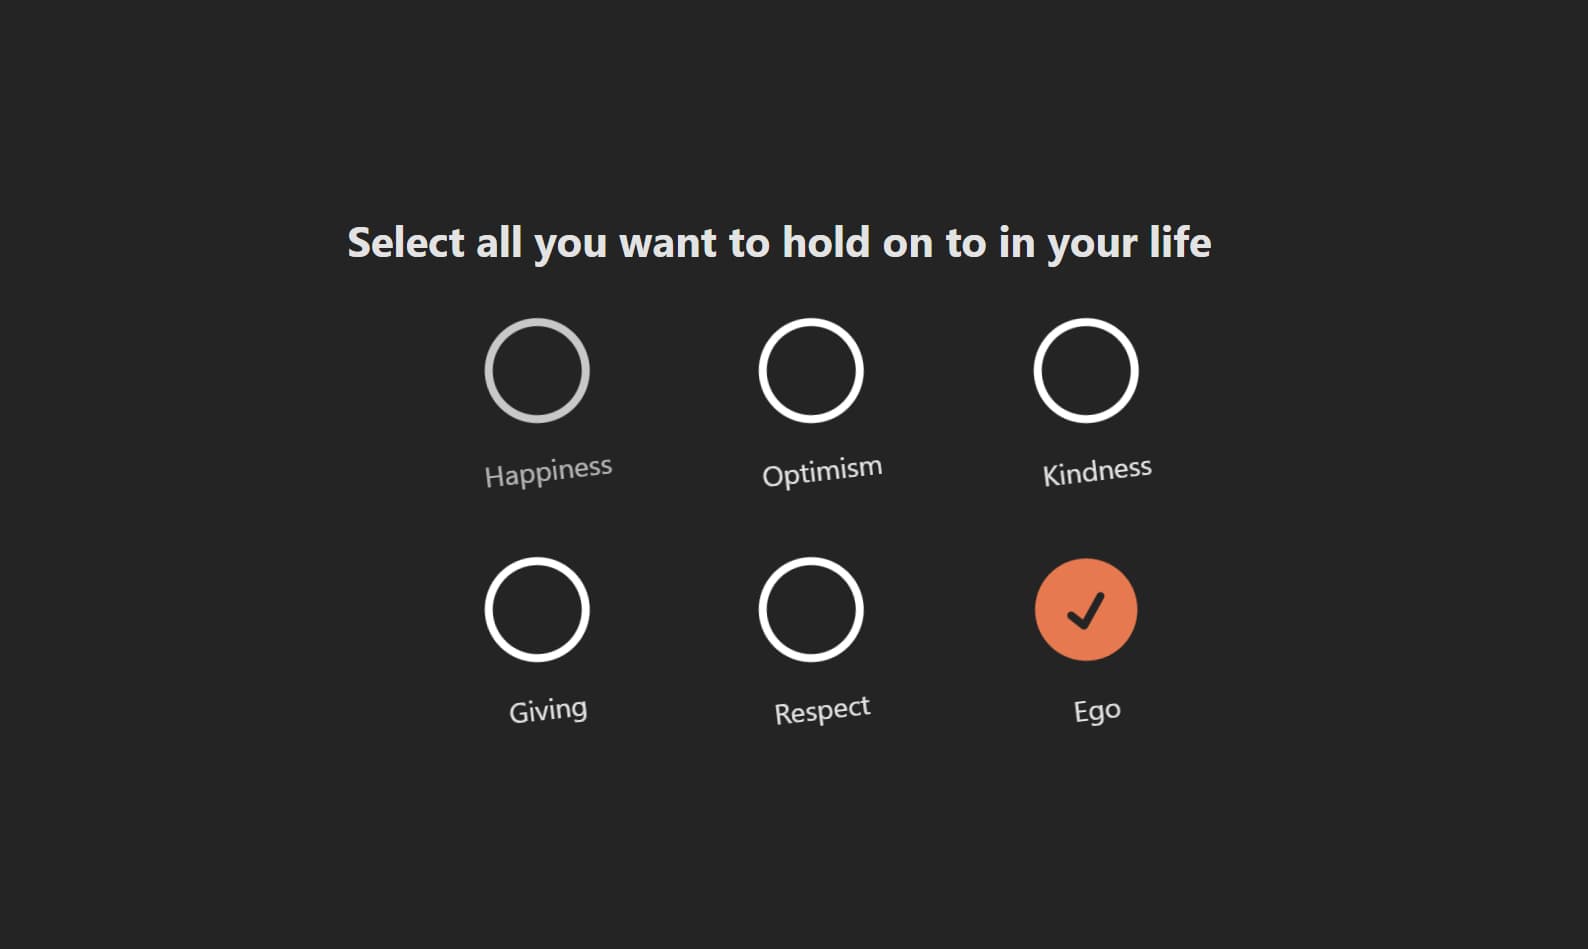 Select all you want to hold on to in your life
Happiness Optimism Kindness
Giving Respect Ego